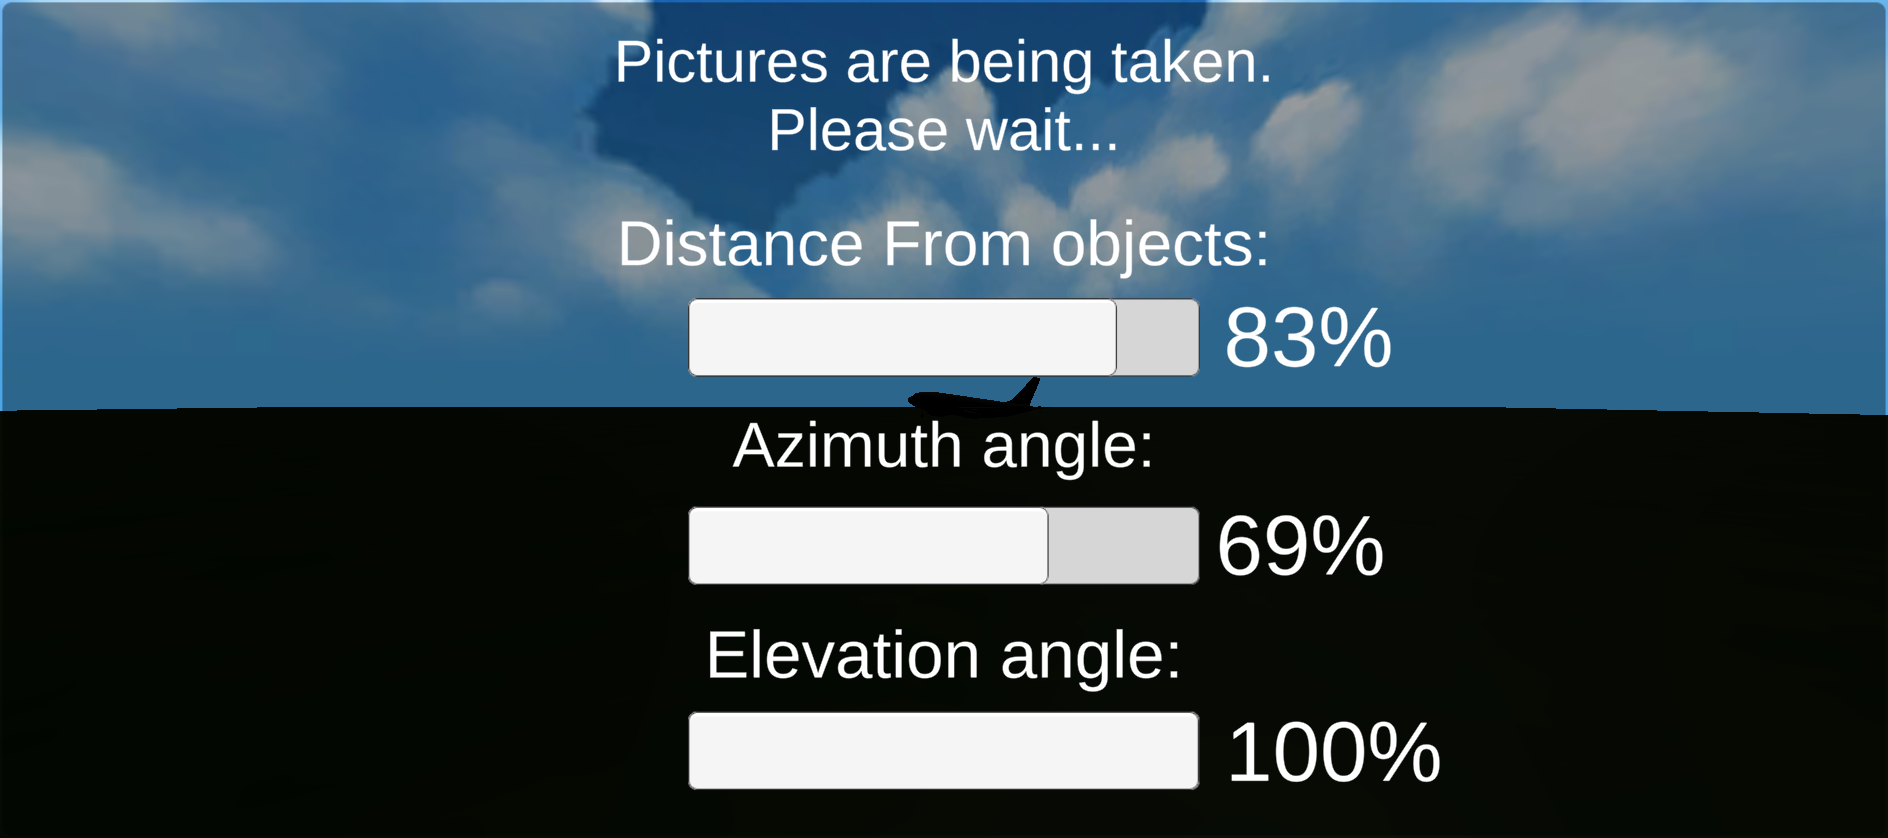 Pictures are being taken.
Please wait...
Distance From objects:
83%
Azimuth angle:
69%
Elevation angle:
100%